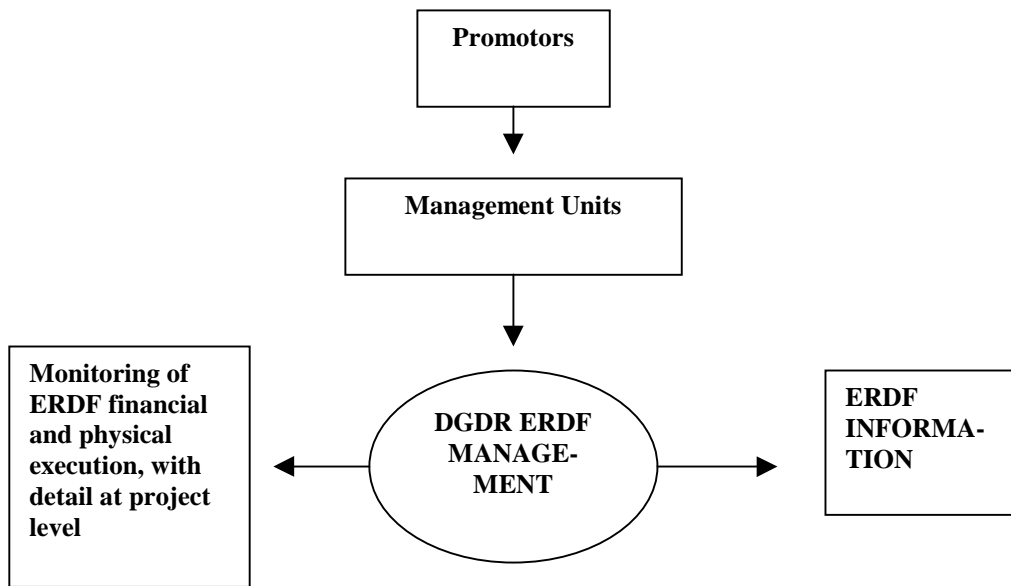 Promotors
Management Units
Monitoring of
ERDF financial
and physical
execution, with
detail at project
level
DGDR ERDF
MANAGE-
MENT
ERDF
INFORMA-
TION